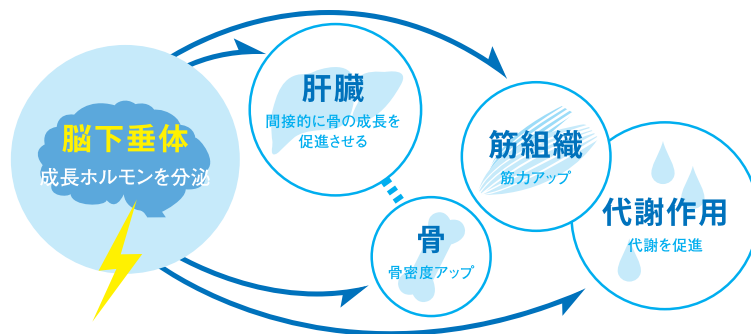 脳下垂体
成長ホルモンを分泌
肝臓
間接的に骨の成長を
促進させる
骨
骨密度アップ
筋組織
筋力アップ
代謝作用
代謝を促進